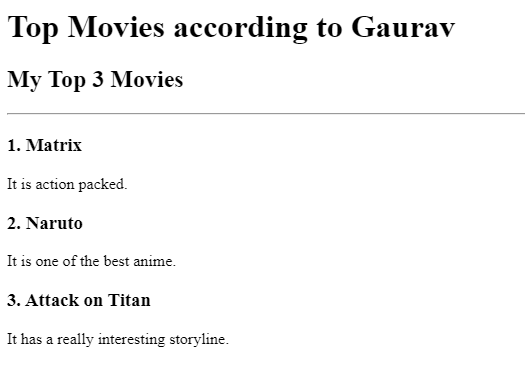 Top Movies according to Gaurav
My Top 3 Movies
1. Matrix
It is action packed.
2. Naruto
It is one of the best anime.
3. Attack on Titan
It has a really interesting storyline.